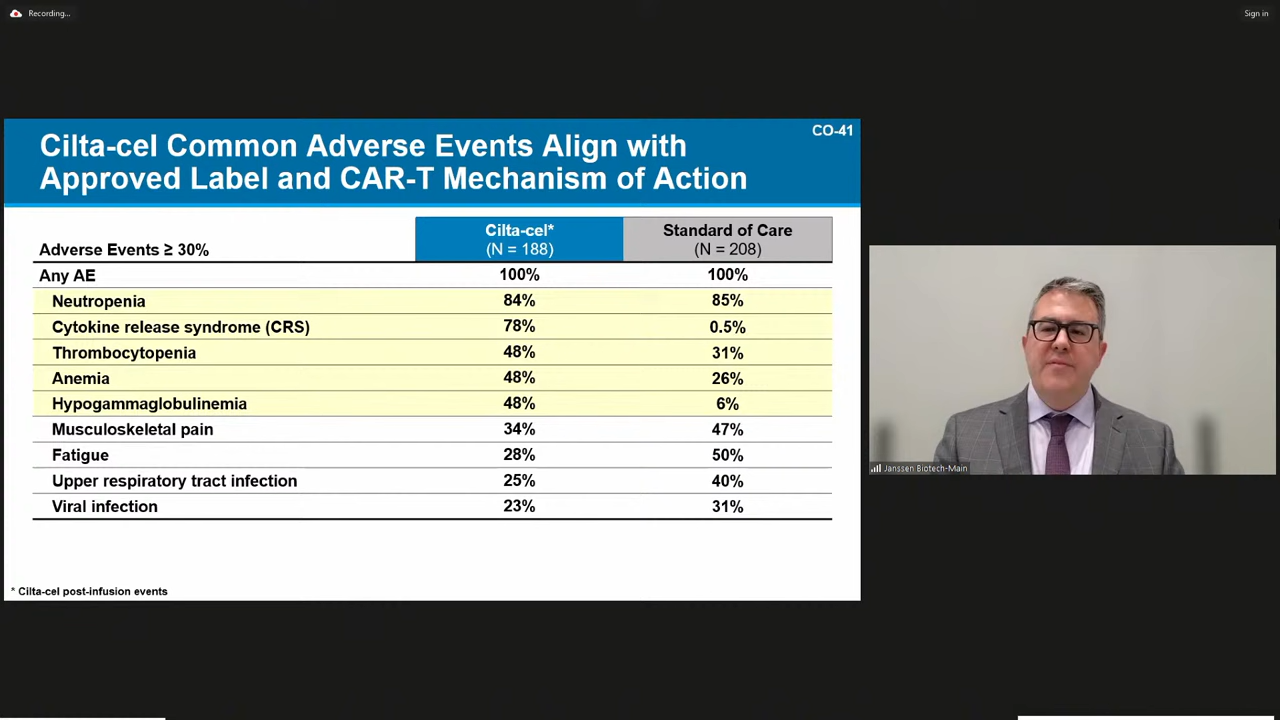 Recording...
Sign in
CO-41
Cilta-cel Common Adverse Events Align with
Approved Label and CAR-T Mechanism of Action
Cilta-cel* Standard of Care
Adverse Events ≥ 30% (N = 188) (N = 208)
Any AE 100% 100%
Neutropenia 84% 85%
Cytokine release syndrome (CRS) 78% 0.5%
Thrombocytopenia 48% 31%
Anemia 48% 26%
Hypogammaglobulinemia 48% 6%
Musculoskeletal pain 34% 47%
Fatigue 28% 50%
Upper respiratory tract infection 25% 40%
Viral infection 23% 31%
* Cilta-cel post-infusion events
Janssen Biotech-Main